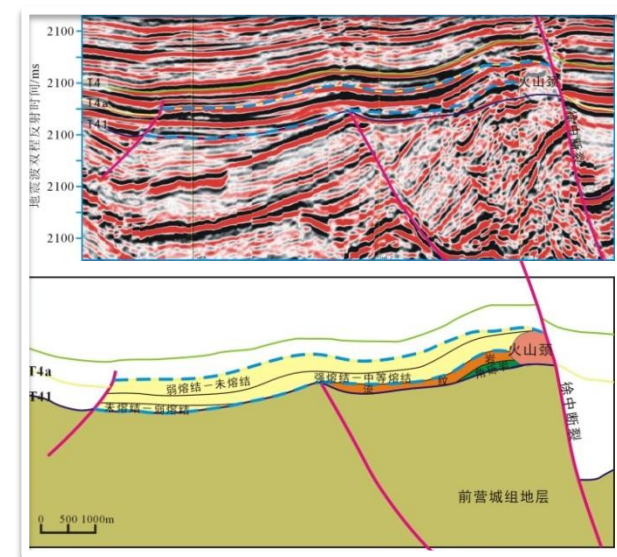 地震波双程反射时间/ms
2100
2100
2100
2100
2100
T4
T4a
T41
火山颈
徐中断裂
T4a
T41
弱熔结－未熔结
未熔结－弱熔结
强熔结－中等熔结
流 纹 岩
火山颈
徐中断裂
前营城组地层
0 500 1000m